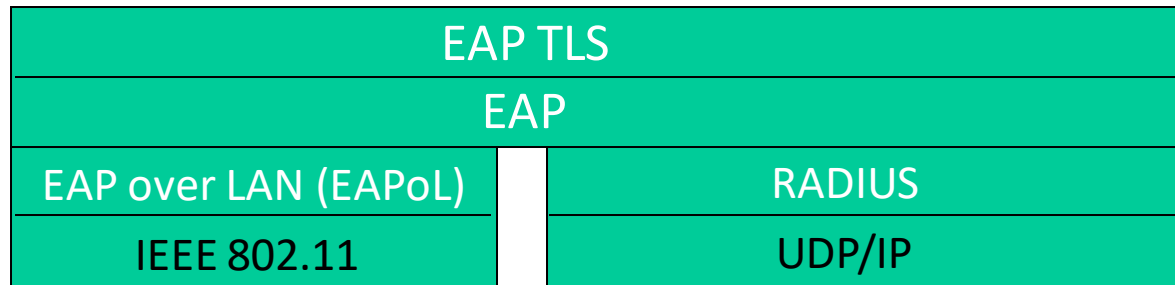 EAP TLS
EAP
EAP over LAN (EAPoL)
RADIUS
IEEE 802.11
UDP/IP